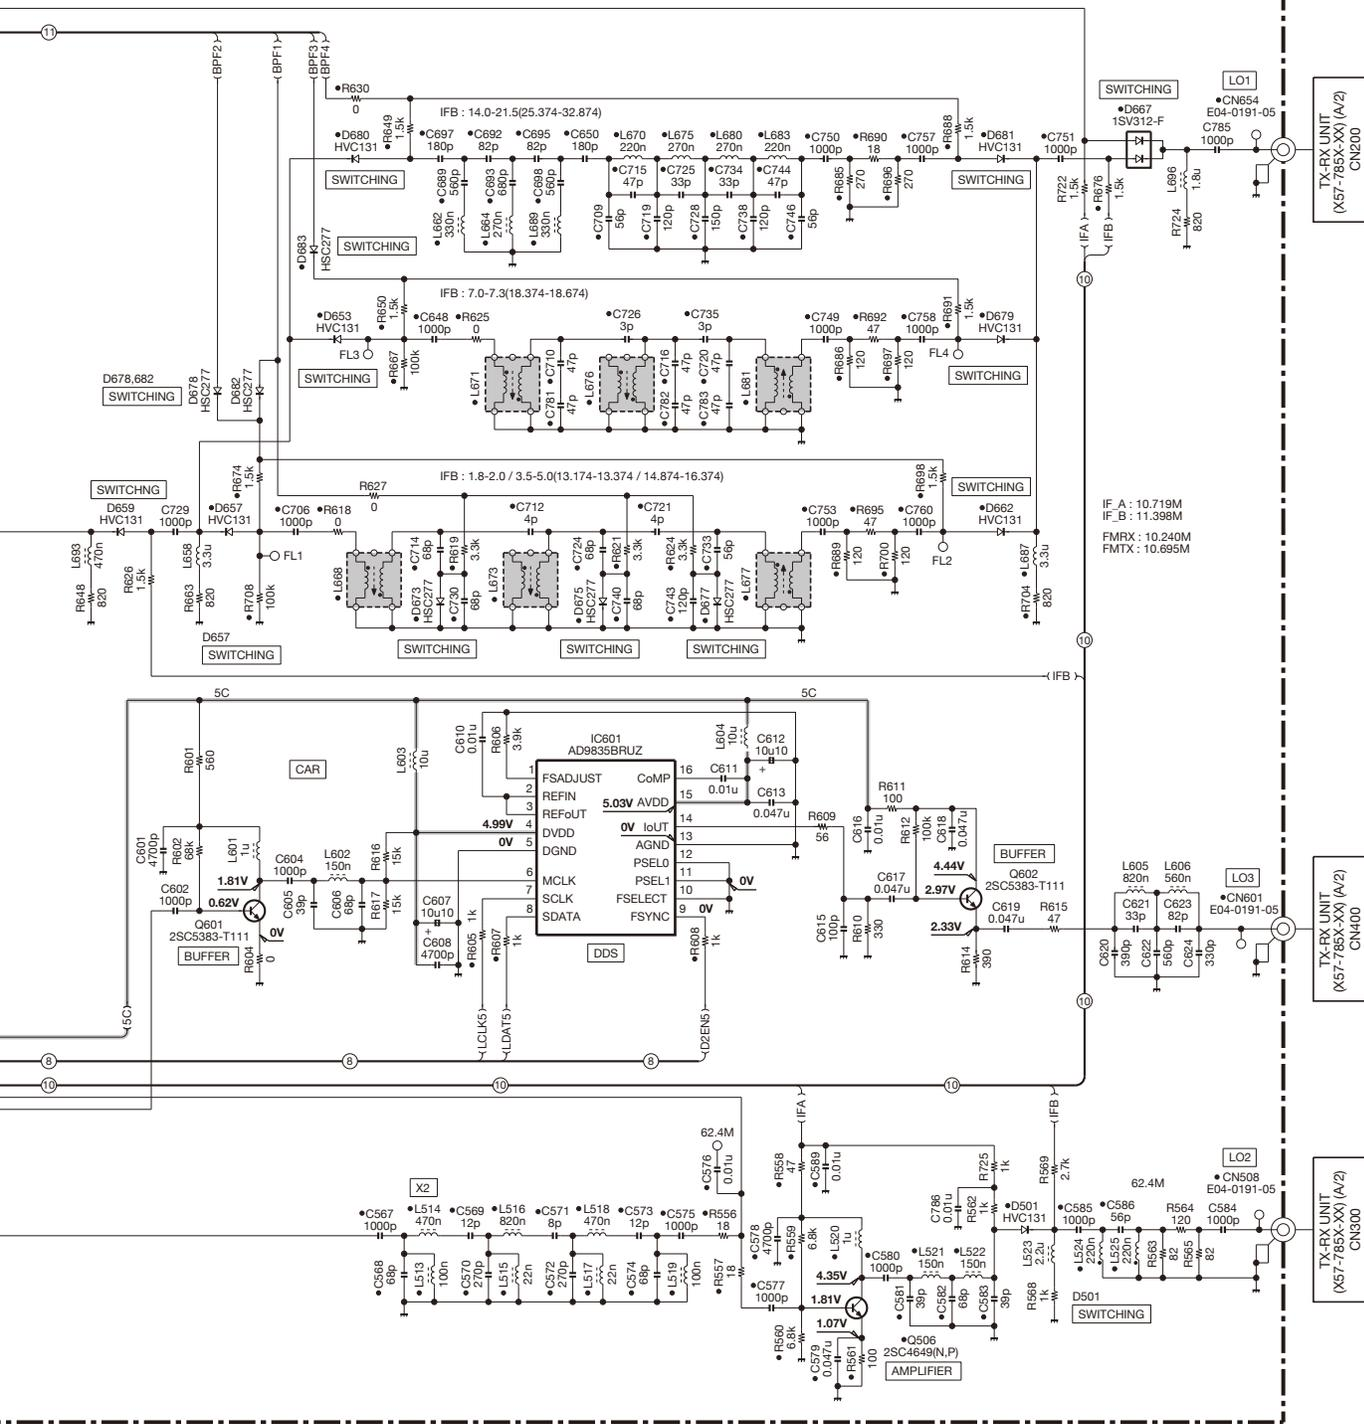 11
(BPF2)
(BPF1)
(BPF3)
(BPF4)
R630
0
IFB : 14.0-21.5(25.374-32.874)
R649
1.5k
D680
HVC131
C697
180p
C692
82p
C695
82p
C650
180p
L670
220n
L675
270n
L680
270n
L683
220n
C750
1000p
R690
18
C757
1000p
R688
1.5k
D681
HVC131
C751
1000p
SWITCHING
D667
1SV312-F
C785
1000p
LO1
CN654
E04-0191-05
TX-RX UNIT
(X57-785X-XX) (A/2)
CN200
SWITCHING
C689
560p
C693
680p
C698
560p
C715
47p
C725
33p
C734
33p
C744
47p
R685
270
R696
270
SWITCHING
R722
1.5k
R676
1.5k
L696
1.8u
R724
820
L662
330n
L664
270n
L689
330n
C709
56p
C719
120p
C728
150p
C738
120p
C746
56p
D683
HSC277
SWITCHING
(IFA)
(IFB)
10
IFB : 7.0-7.3(18.374-18.674)
R650
1.5k
D653
HVC131
C648
1000p
R625
0
C726
3p
C735
3p
C749
1000p
R692
47
C758
1000p
R691
1.5k
D679
HVC131
FL3
R667
100k
SWITCHING
L671
C710
47p
C781
47p
L676
C716
47p
C782
47p
C720
47p
C783
47p
L681
R686
120
R697
120
FL4
SWITCHING
D678,682
SWITCHING
D678
HSC277
D682
HSC277
IFB : 1.8-2.0 / 3.5-5.0(13.174-13.374 / 14.874-16.374)
R674
1.5k
R627
0
R698
1.5k
SWITCHNG
D659
HVC131
C729
1000p
D657
HVC131
C706
1000p
R618
0
C712
4p
C721
4p
C753
1000p
R695
47
C760
1000p
SWITCHING
D662
HVC131
IF_A : 10.719M
IF_B : 11.398M
FMRX : 10.240M
FMTX : 10.695M
L693
470n
R648
820
R626
1.5k
L658
3.3u
R663
820
R708
100k
FL1
L668
C714
68p
R619
3.3k
D673
HSC277
C730
68p
L673
C724
68p
R621
3.3k
D675
HSC277
C740
68p
R624
3.3k
C733
56p
C743
120p
D677
HSC277
L677
R689
120
R700
120
FL2
L687
3.3u
R704
820
D657
SWITCHING
SWITCHING
SWITCHING
SWITCHING
10
(IFB)
5C
5C
R601
560
CAR
L603
10u
C610
0.01u
R606
3.9k
IC601
AD9835BRUZ
L604
10u
C612
10u10
+
C611
0.01u
C613
0.047u
1
FSADJUST
2
REFIN
3
REFoUT
4
DVDD
5
DGND
6
MCLK
7
SCLK
8
SDATA
16
CoMP
15
5.03V AVDD
14
0V IoUT
13
AGND
12
PSEL0
11
PSEL1
10
FSELECT
9
FSYNC
4.99V
0V
0V
0V
R609
56
R611
100
C616
0.01u
R612
100k
C618
0.047u
C601
4700p
R602
68k
L601
1u
1.81V
C604
1000p
L602
150n
R616
15k
C602
1000p
0.62V
C605
39p
C606
68p
R617
15k
C607
10u10
+
C608
4700p
0V
Q601
2SC5383-T111
BUFFER
R604
0
R605
1k
R607
1k
DDS
R608
1k
C615
100p
R610
330
C617
0.047u
4.44V
2.97V
BUFFER
Q602
2SC5383-T111
2.33V
C619
0.047u
R615
47
R614
390
L605
820n
L606
560n
C621
33p
C623
82p
C620
390p
C622
560p
C624
330p
LO3
CN601
E04-0191-05
TX-RX UNIT
(X57-785X-XX) (A/2)
CN400
(5C)
(LCLK5)
(LDAT5)
(D2EN5)
10
8
8
8
10
10
10
(IFA)
(IFB)
62.4M
C576
0.01u
R558
47
C589
0.01u
R725
1k
R569
2.7k
C786
0.01u
R562
1k
X2
C567
1000p
L514
470n
C569
12p
L516
820n
C571
8p
L518
470n
C573
12p
C575
1000p
R556
18
C568
68p
L513
100n
C570
270p
L515
22n
C572
270p
L517
22n
C574
68p
L519
100n
R557
18
C578
4700p
R559
6.8k
L520
1u
4.35V
C580
1000p
L521
150n
L522
150n
C577
1000p
1.81V
1.07V
C581
39p
C582
68p
C583
39p
R560
6.8k
C579
0.047u
R561
100
Q506
2SC4649(N,P)
AMPLIFIER
D501
HVC131
L523
2.2u
R568
1k
62.4M
C585
1000p
C586
56p
R564
120
C584
1000p
L524
220n
L525
220n
R563
82
R565
82
D501
SWITCHING
LO2
CN508
E04-0191-05
TX-RX UNIT
(X57-785X-XX) (A/2)
CN300